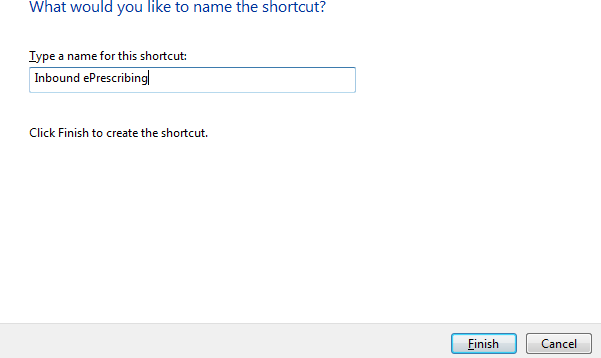 What would you like to name the shortcut?
Type a name for this shortcut:
Inbound ePrescribing
Click Finish to create the shortcut.
Finish Cancel